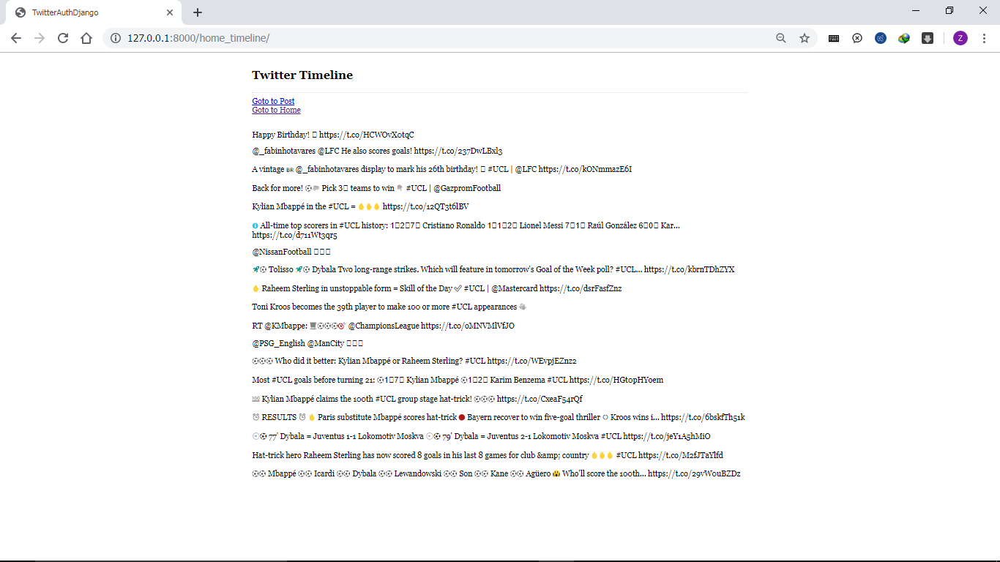 TwitterAuthDjango
127.0.0.1:8000/home_timeline/
Z
Twitter Timeline
Goto to Post
Goto to Home
Happy Birthday! https://t.co/HCWOvX0tqC
@_fabinhotavares @LFC He also scores goals! https://t.co/237DwLBxl3
A vintage BR @_fabinhotavares display to mark his 26th birthday! #UCL | @LFC https://t.co/kONmmazE6I
Back for more! ⚽ Pick 3 teams to win 👇 #UCL | @GazpromFootball
Kylian Mbappé in the #UCL = https://t.co/12QT3t6lBV
ℹ All-time top scorers in #UCL history: 1 2 7 Cristiano Ronaldo 1 1 2 Lionel Messi 7 1 Raúl González 6 0 Kar…
https://t.co/d711Wt3qr5
@NissanFootball
🚀⚽ Tolisso 🚀⚽ Dybala Two long-range strikes. Which will feature in tomorrow's Goal of the Week poll? #UCL… https://t.co/kbrnTDhZYX
Raheem Sterling in unstoppable form = Skill of the Day ✅ #UCL | @Mastercard https://t.co/dsrFasfZnz
Toni Kroos becomes the 39th player to make 100 or more #UCL appearances 👏
RT @KMbappe: ⚽⚽⚽🎯 @ChampionsLeague https://t.co/oMNVMlVfJO
@PSG_English @ManCity
⚽⚽⚽ Who did it better: Kylian Mbappé or Raheem Sterling? #UCL https://t.co/WEvpjEZnz2
Most #UCL goals before turning 21: ⚽1 7 Kylian Mbappé ⚽1 2 Karim Benzema #UCL https://t.co/HGt0pHYoem
💯 Kylian Mbappé claims the 100th #UCL group stage hat-trick! ⚽⚽⚽ https://t.co/CxeaF54rQf
⏰ RESULTS ⏰ Paris substitute Mbappé scores hat-trick 🔴 Bayern recover to win five-goal thriller ⚪ Kroos wins i… https://t.co/6bskfTh51k
⚽ 77' Dybala = Juventus 1-1 Lokomotiv Moskva ⚽ 79' Dybala = Juventus 2-1 Lokomotiv Moskva #UCL https://t.co/jeY1A5hMiO
Hat-trick hero Raheem Sterling has now scored 8 goals in his last 8 games for club &amp; country #UCL https://t.co/M2fJTaYlfd
⚽⚽ Mbappé ⚽⚽ Icardi ⚽⚽ Dybala ⚽⚽ Lewandowski ⚽⚽ Son ⚽⚽ Kane ⚽⚽ Agüero Who'll score the 100th… https://t.co/29vW0uBZDz